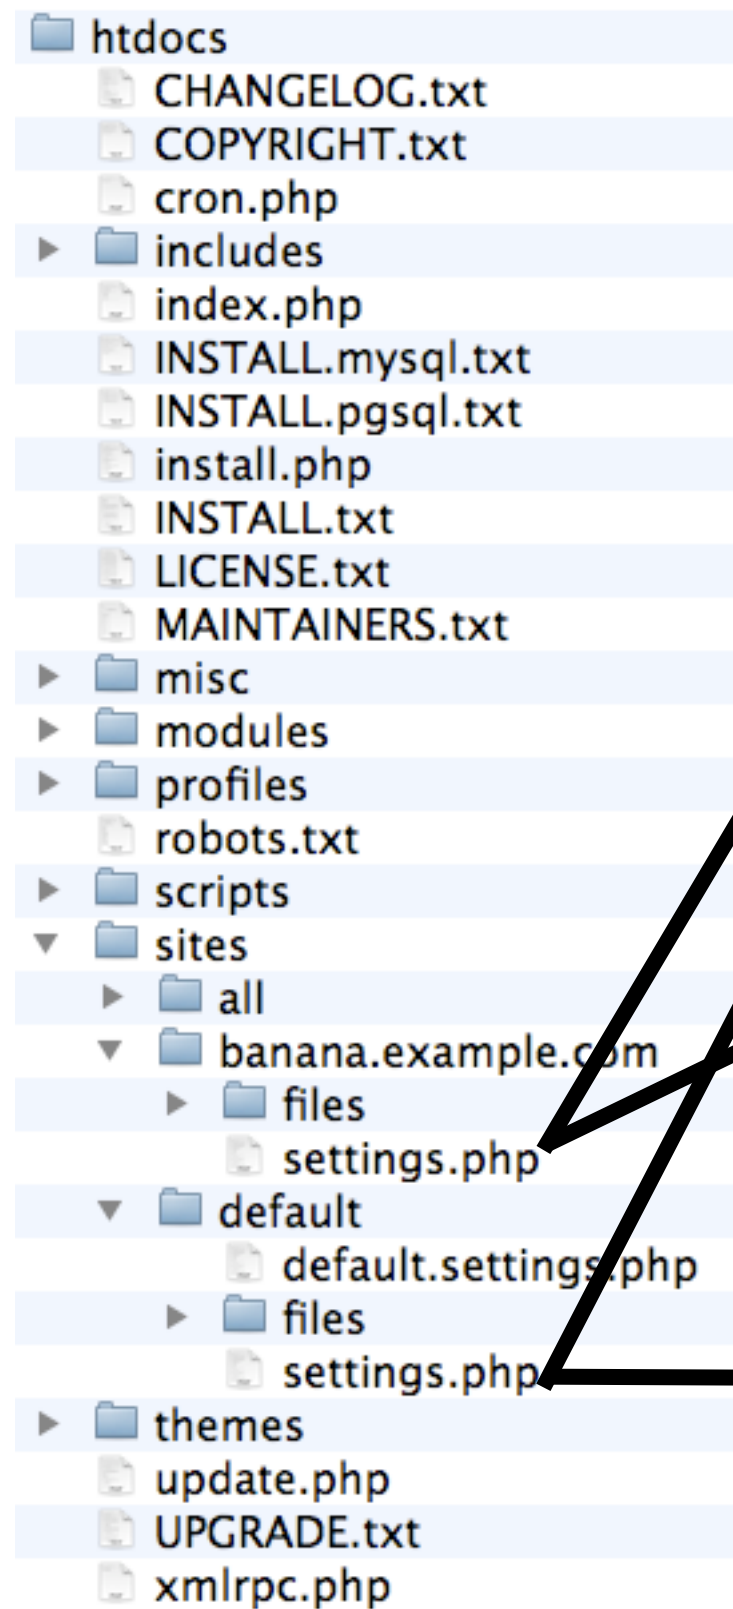 htdocs
CHANGELOG.txt
COPYRIGHT.txt
cron.php
includes
index.php
INSTALL.mysql.txt
INSTALL.pgsql.txt
install.php
INSTALL.txt
LICENSE.txt
MAINTAINERS.txt
misc
modules
profiles
robots.txt
scripts
sites
all
banana.example.com
files
settings.php
default
default.settings.php
files
settings.php
themes
update.php
UPGRADE.txt
xmlrpc.php